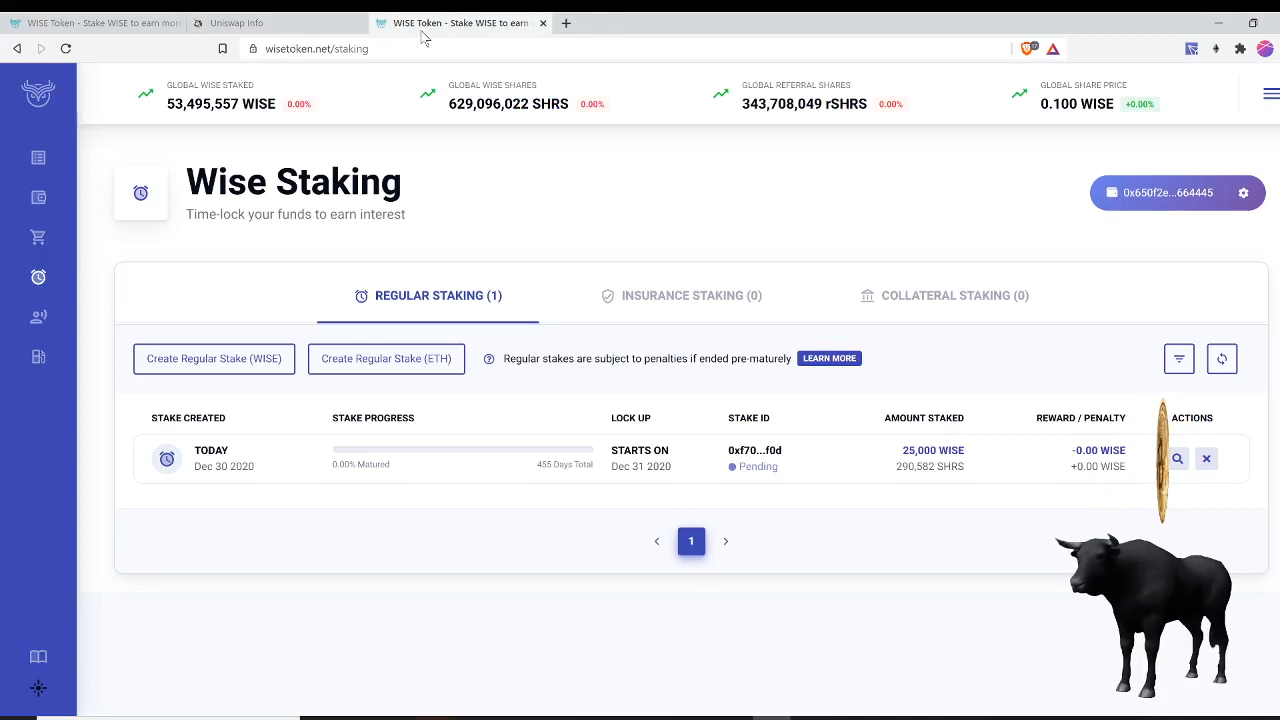 WISE Token - Stake WISE to earn more
Uniswap Info
WISE Token - Stake WISE to earn
wisetoken.net/staking
GLOBAL WISE STAKED
53,495,557 WISE 0.00%
GLOBAL WISE SHARES
629,096,022 SHRS 0.00%
GLOBAL REFERRAL SHARES
343,708,049 rSHRS 0.00%
GLOBAL SHARE PRICE
0.100 WISE +0.00%
Wise Staking
Time-lock your funds to earn interest
0x650f2e...664445
REGULAR STAKING (1)
INSURANCE STAKING (0)
COLLATERAL STAKING (0)
Create Regular Stake (WISE)
Create Regular Stake (ETH)
Regular stakes are subject to penalties if ended pre-maturely LEARN MORE
STAKE CREATED STAKE PROGRESS LOCK UP STAKE ID AMOUNT STAKED REWARD / PENALTY ACTIONS
TODAY STARTS ON 0xf70...f0d 25,000 WISE -0.00 WISE
Dec 30 2020 0.00% Matured 455 Days Total Dec 31 2020 Pending 290,582 SHRS +0.00 WISE
1